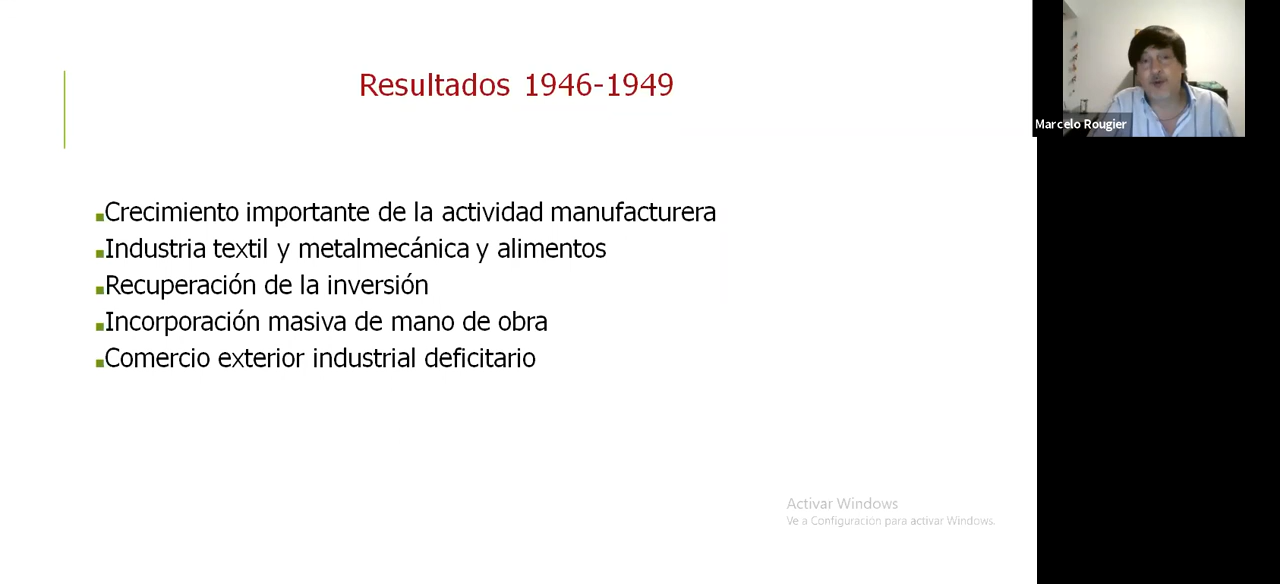 Resultados 1946-1949
Marcelo Rougier
Crecimiento importante de la actividad manufacturera
Industria textil y metalmecánica y alimentos
Recuperación de la inversión
Incorporación masiva de mano de obra
Comercio exterior industrial deficitario
Activar Windows
Ve a Configuración para activar Windows.